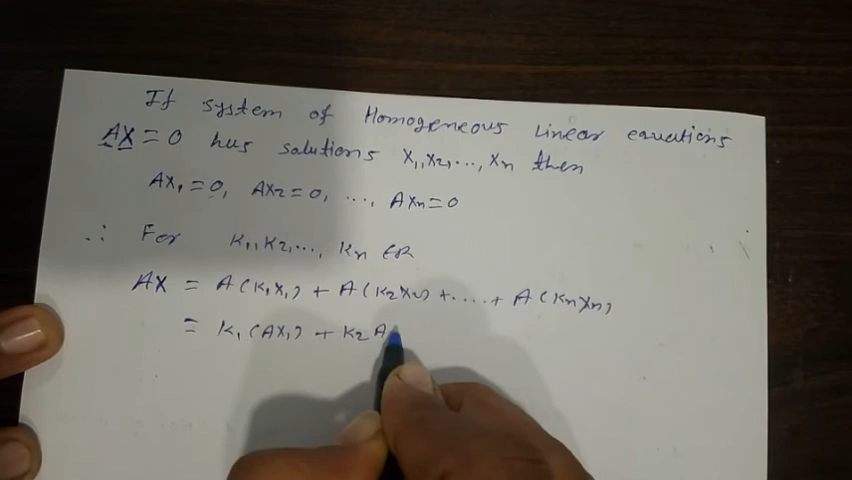 If system of Homogeneous Linear equations
AX = 0 has solutions X₁, X₂, ..., Xn then
AX₁ = 0, AX₂ = 0, ..., AXn = 0
∴ For K₁, K₂, ..., Kn ∈ R
AX = A(K₁X₁) + A(K₂X₂) + .... + A(KnXn)
= K₁(AX₁) + K₂ A